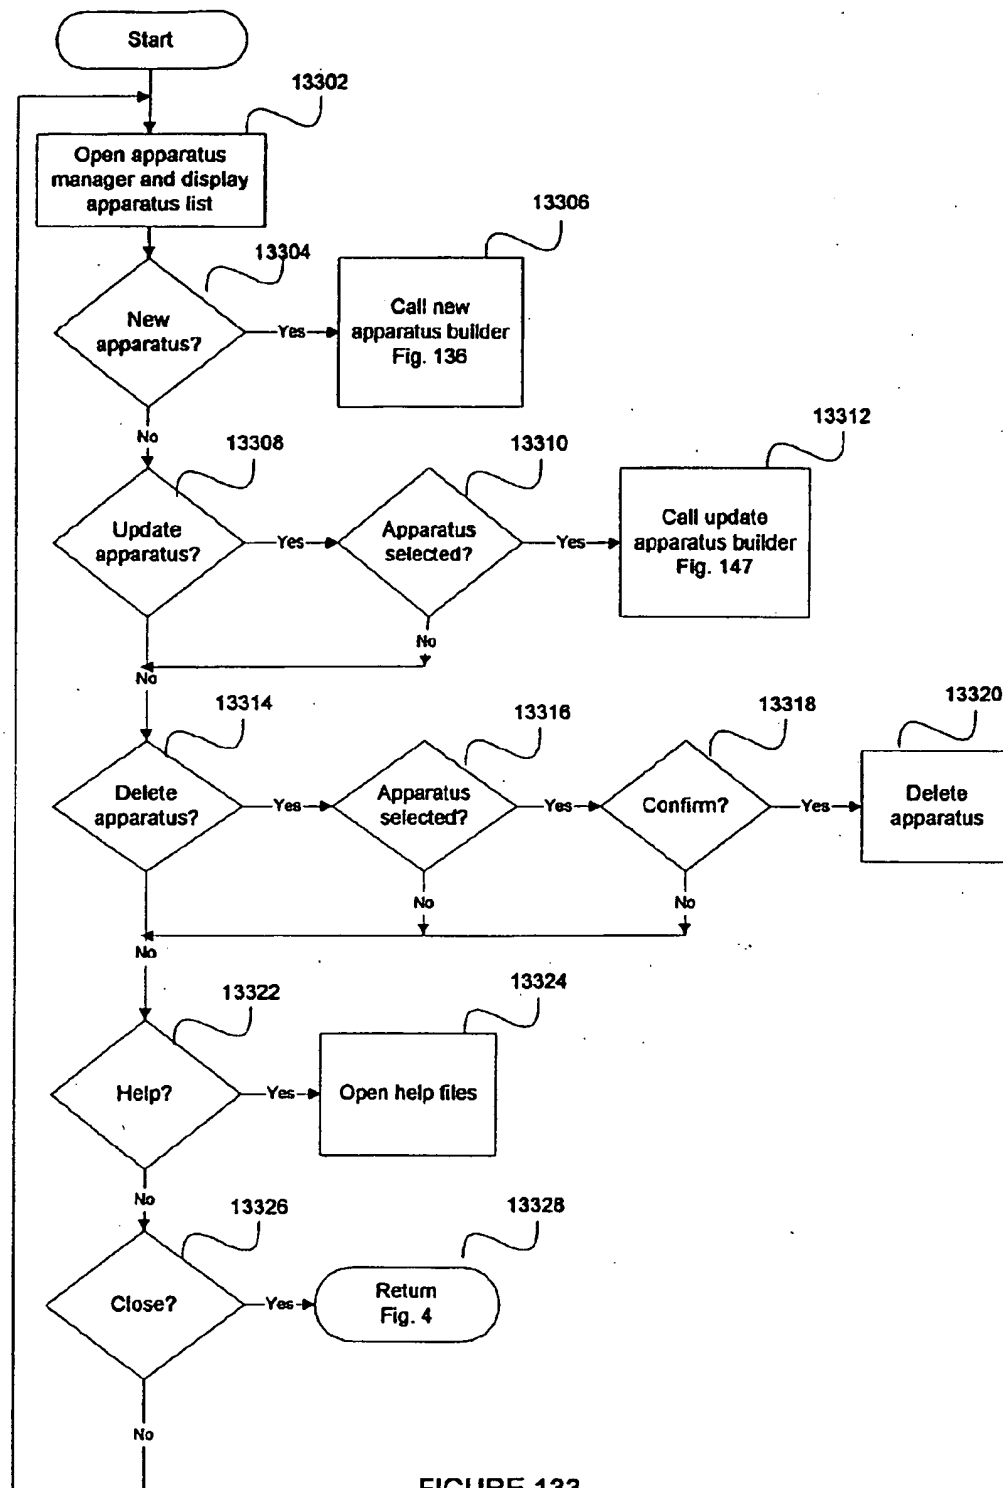 Start
13302
Open apparatus
manager and display
apparatus list
13304
New
apparatus?
Yes
13306
Call new
apparatus builder
Fig. 136
No
13308
Update
apparatus?
Yes
13310
Apparatus
selected?
Yes
13312
Call update
apparatus builder
Fig. 147
No
No
13314
Delete
apparatus?
Yes
13316
Apparatus
selected?
Yes
13318
Confirm?
Yes
13320
Delete
apparatus
No
No
No
13322
Help?
Yes
13324
Open help files
No
13326
Close?
Yes
13328
Return
Fig. 4
No
FIGURE 133